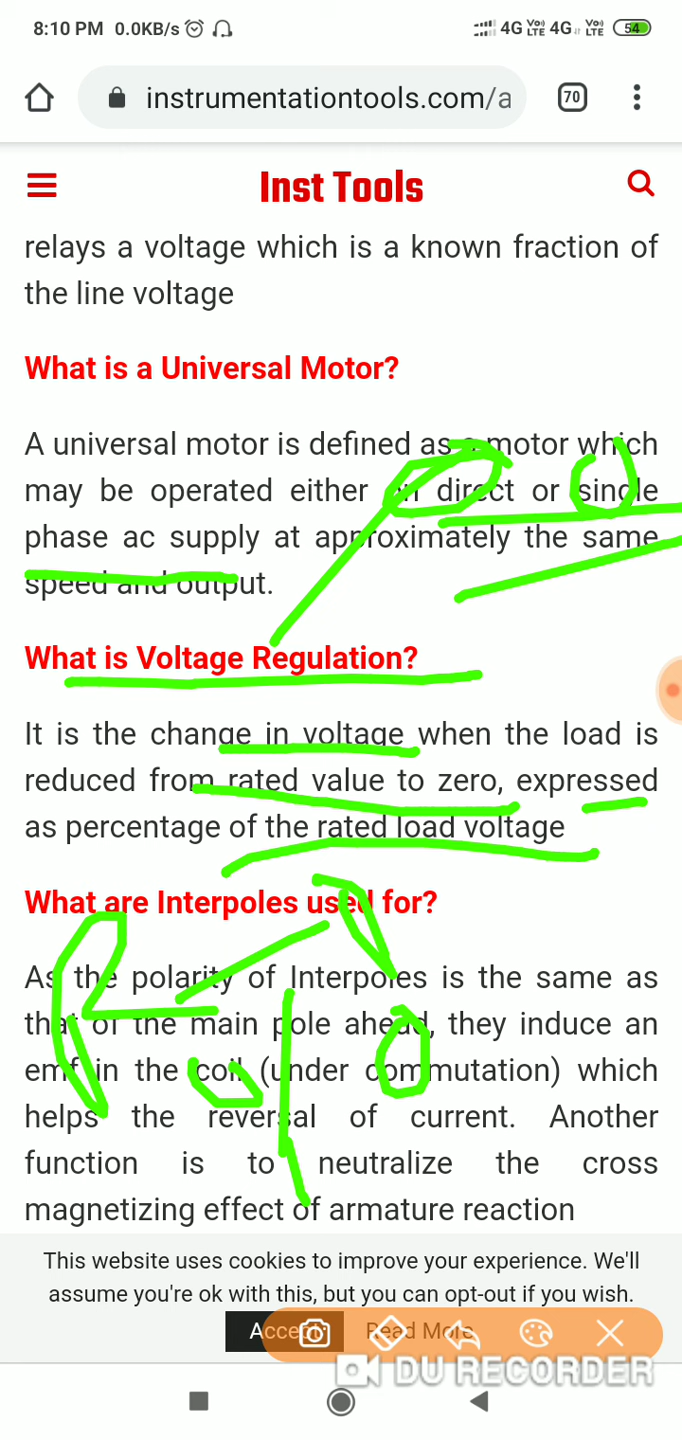 8:10 PM 0.0KB/s 4G Vo) LTE 4G Vo) LTE 54
instrumentationtools.com/a 70
Inst Tools
relays a voltage which is a known fraction of
the line voltage
What is a Universal Motor?
A universal motor is defined as a motor which
may be operated either on direct or single
phase ac supply at approximately the same
speed and output.
What is Voltage Regulation?
It is the change in voltage when the load is
reduced from rated value to zero, expressed
as percentage of the rated load voltage
What are Interpoles used for?
As the polarity of Interpoles is the same as
that of the main pole ahead, they induce an
emf in the coil (under commutation) which
helps the reversal of current. Another
function is to neutralize the cross
magnetizing effect of armature reaction
This website uses cookies to improve your experience. We'll
assume you're ok with this, but you can opt-out if you wish.
Accept Read More
DU RECORDER